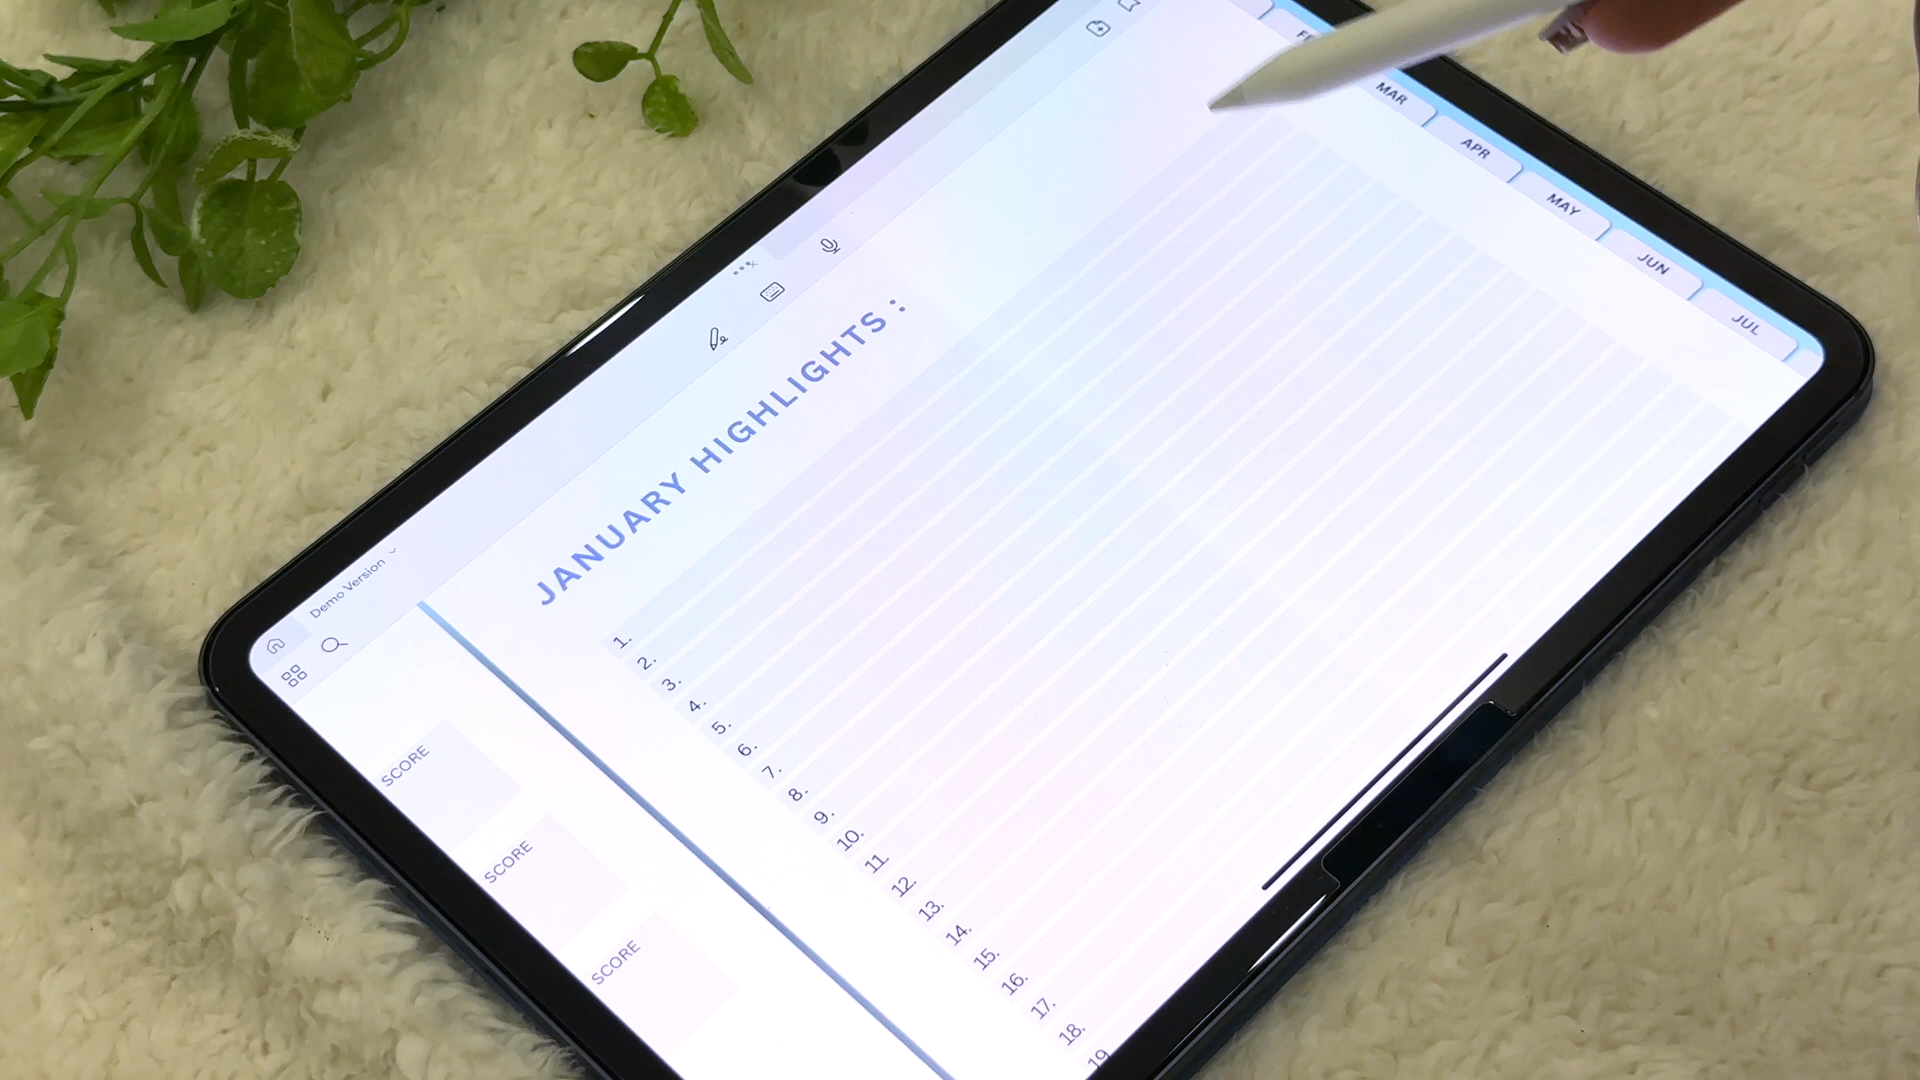 Demo Version
JANUARY HIGHLIGHTS :
1.
2.
3.
4.
5.
6.
7.
8.
9.
10.
11.
12.
13.
14.
15.
16.
17.
18.
19
SCORE
SCORE
SCORE
MAR
APR
MAY
JUN
JUL